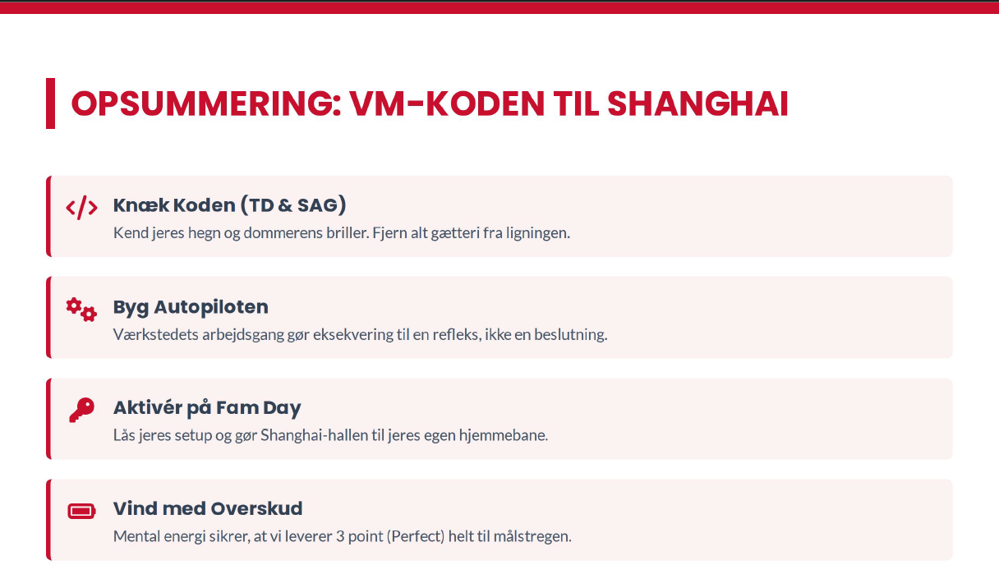 OPSUMMERING: VM-KODEN TIL SHANGHAI
Knæk Koden (TD & SAG)
Kend jeres hegn og dommerens briller. Fjern alt gætteri fra ligningen.
Byg Autopiloten
Værkstedets arbejdsgang gør eksekvering til en refleks, ikke en beslutning.
Aktivér på Fam Day
Lås jeres setup og gør Shanghai-hallen til jeres egen hjemmebane.
Vind med Overskud
Mental energi sikrer, at vi leverer 3 point (Perfect) helt til målstregen.